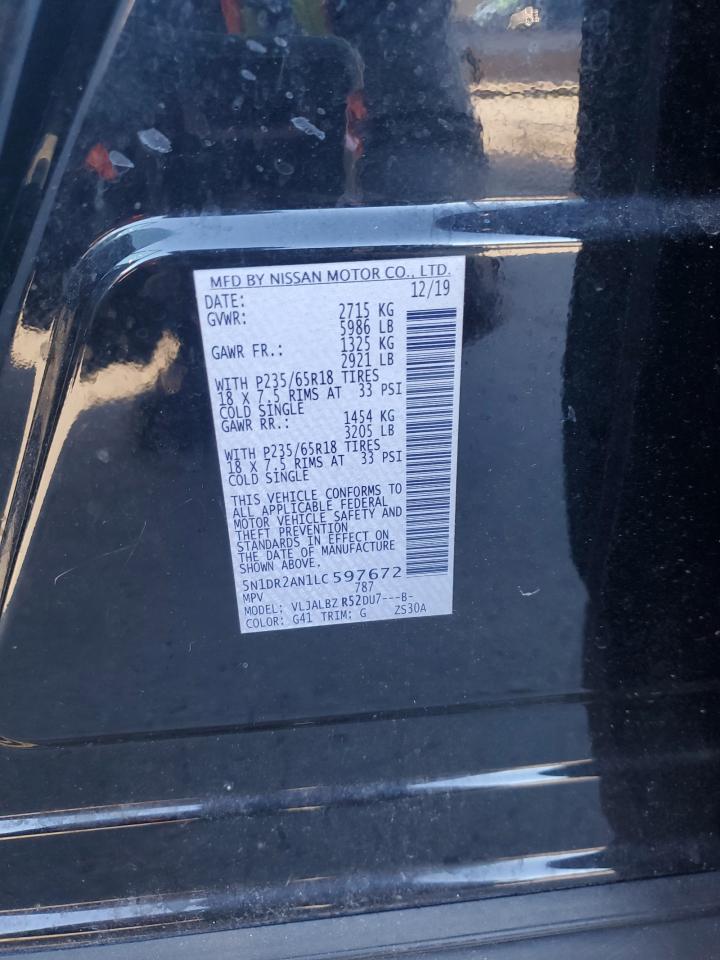 MFD BY NISSAN MOTOR CO., LTD.
DATE: 12/19
GVWR: 2715 KG
5986 LB
GAWR FR.: 1325 KG
2921 LB
WITH P235/65R18 TIRES
18 X 7.5 RIMS AT 33 PSI
COLD SINGLE
GAWR RR.: 1454 KG
3205 LB
WITH P235/65R18 TIRES
18 X 7.5 RIMS AT 33 PSI
COLD SINGLE
THIS VEHICLE CONFORMS TO
ALL APPLICABLE FEDERAL
MOTOR VEHICLE SAFETY AND
THEFT PREVENTION
STANDARDS IN EFFECT ON
THE DATE OF MANUFACTURE
SHOWN ABOVE.
5N1DR2AN1LC597672
MPV 787
MODEL: VLJALBZ R52DU7---B-
COLOR: G41 TRIM: G ZS30A